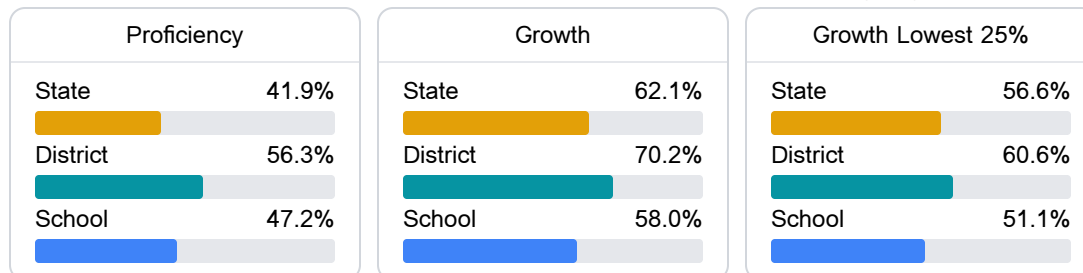 Proficiency
State 41.9%
District 56.3%
School 47.2%
Growth
State 62.1%
District 70.2%
School 58.0%
Growth Lowest 25%
State 56.6%
District 60.6%
School 51.1%